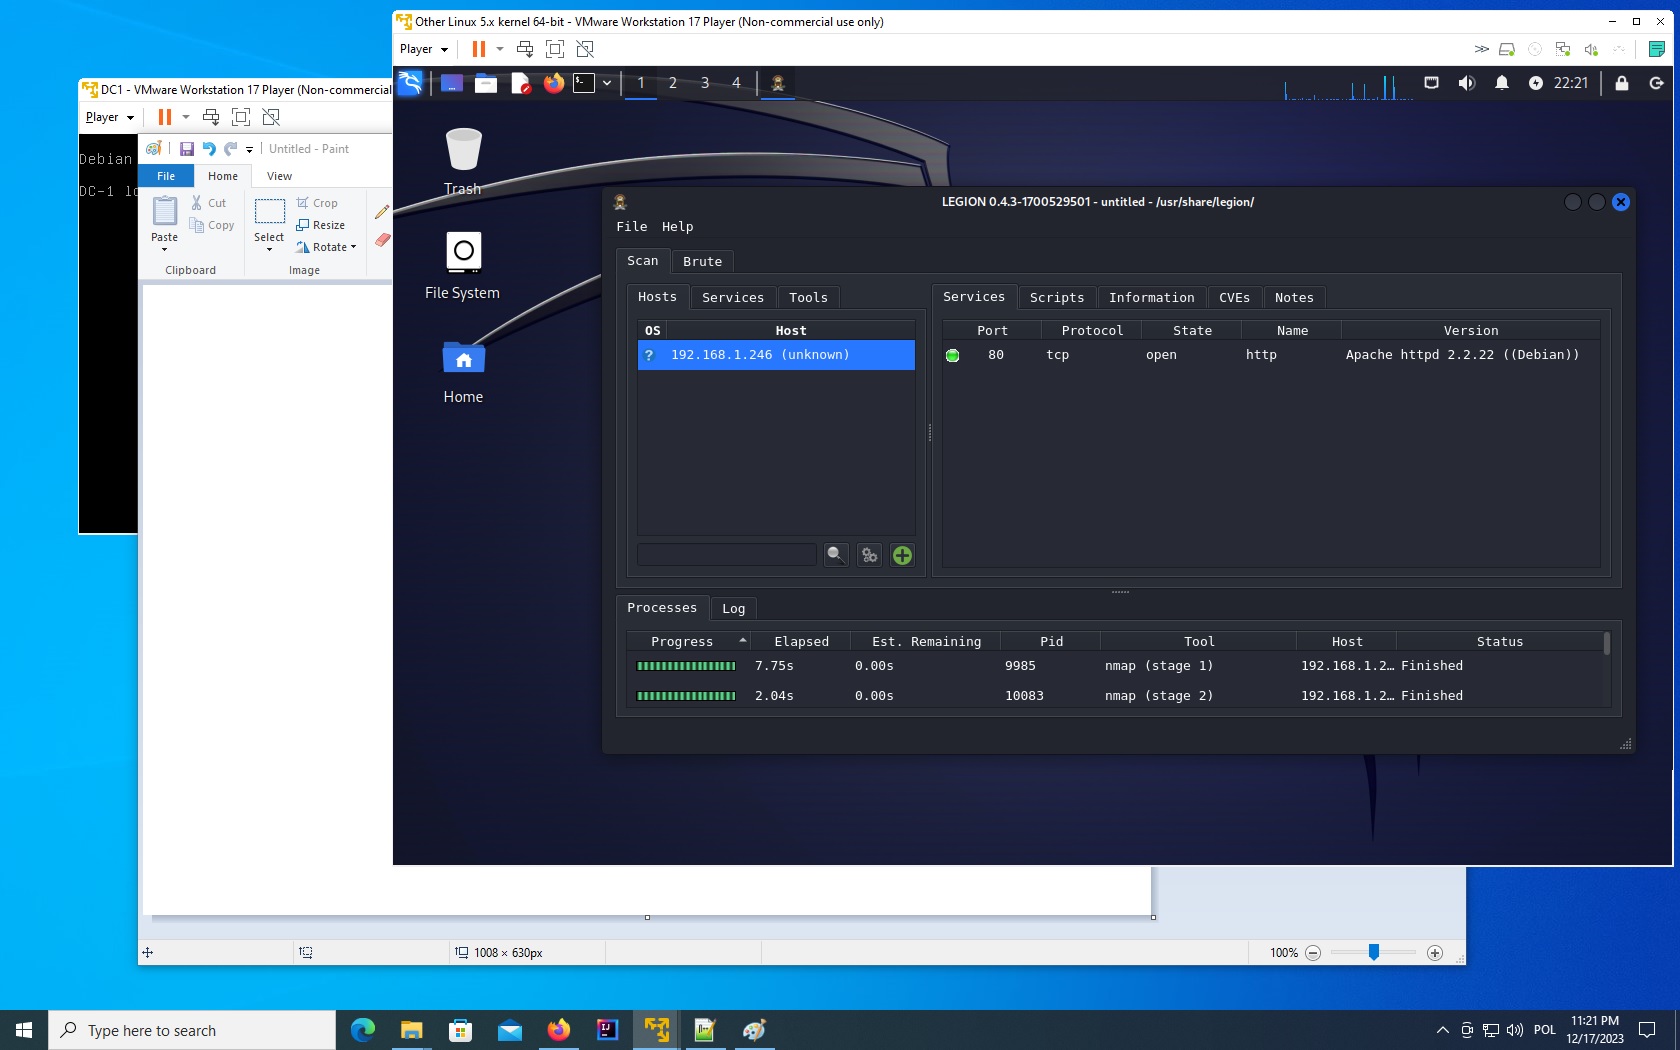 Other Linux 5.x kernel 64-bit - VMware Workstation 17 Player (Non-commercial use only)
Player
1 2 3 4
22:21
DC1 - VMware Workstation 17 Player (Non-commercial
Player
Debian
DC-1 lo
Untitled - Paint
File Home View
Paste
Cut
Copy
Clipboard
Select
Crop
Resize
Rotate
Image
Trash
File System
Home
LEGION 0.4.3-1700529501 - untitled - /usr/share/legion/
File Help
Scan Brute
Hosts Services Tools
OS Host
? 192.168.1.246 (unknown)
Services Scripts Information CVEs Notes
Port Protocol State Name Version
80 tcp open http Apache httpd 2.2.22 ((Debian))
Processes Log
Progress Elapsed Est. Remaining Pid Tool Host Status
7.75s 0.00s 9985 nmap (stage 1) 192.168.1.2… Finished
2.04s 0.00s 10083 nmap (stage 2) 192.168.1.2… Finished
1008 × 630px
100%
Type here to search
POL
11:21 PM
12/17/2023